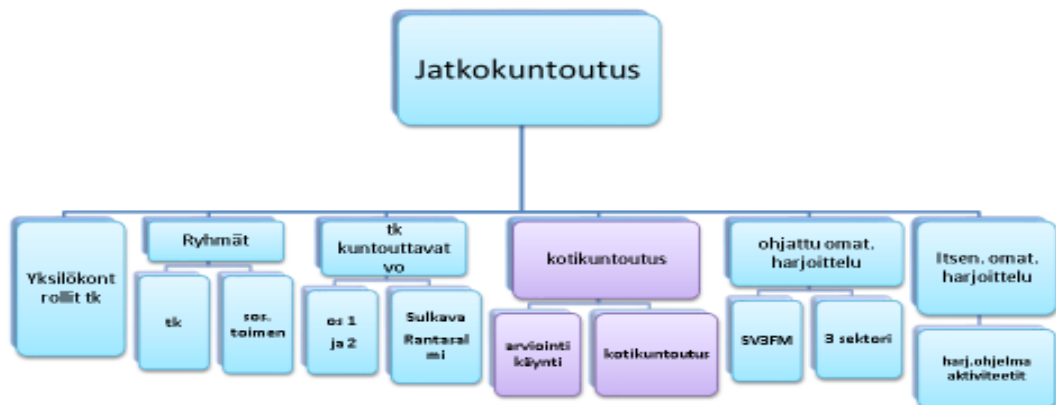 Jatkokuntoutus
Yksilökont
rollit tk
Ryhmät
tk
sos.
toimen
tk
kuntouttavat
vo
os 1
ja 2
Sulkava
Rantasal
mi
kotikuntoutus
arviointi
käynti
kotikuntoutus
ohjattu omat.
harjoittelu
SV3FM
3 sektori
Itsen. omat.
harjoittelu
harj.ohjelma
aktiviteetit